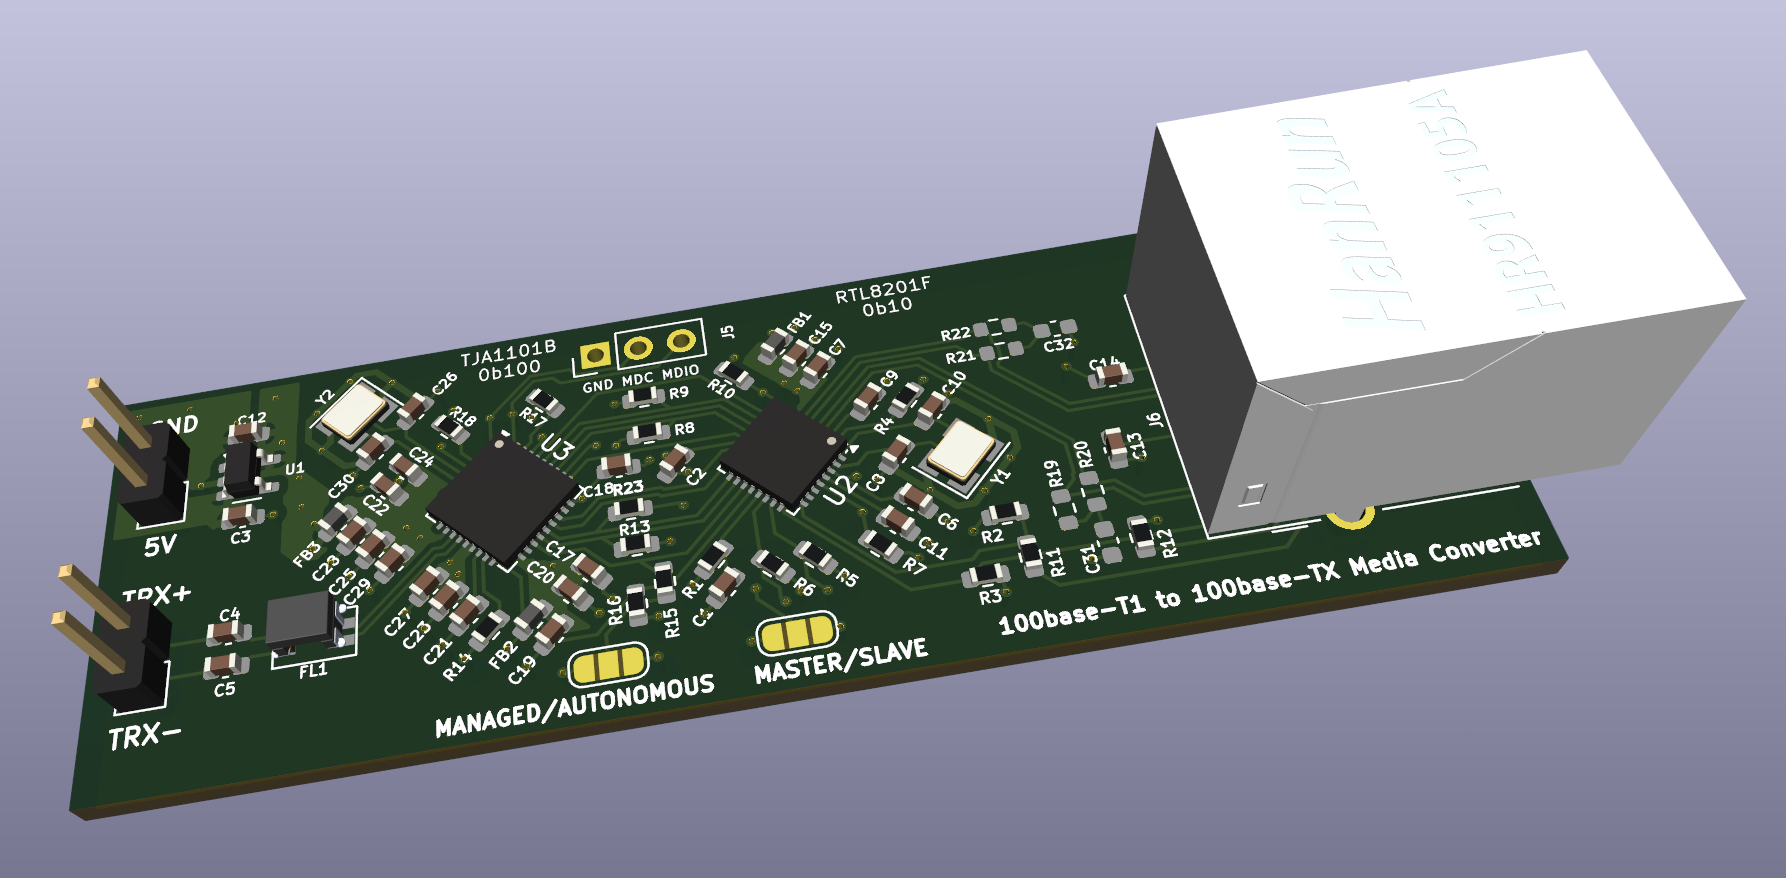 HanRun
HR911105A
RTL8201F
0b10
TJA1101B
0b100
J5
GND MDC MDIO
FB1
C15
C7
R10
R9
R8
R17
R22
R21
C32
C14
C9
R4
C10
C26
R18
Y2
C12
U1
C3
5V
C24
C30
C22
U3
C18
R23
C2
R13
U2
Y1
C6
C11
R7
R2
R3
R19
R20
C13
J6
R11
C31
R12
FB3
C25
C29
C17
C20
R1
C1
R6
R5
R15
TRX+
C4
C5
FL1
TRX-
C27
C23
C21
R14
FB2
C19
MANAGED/AUTONOMOUS
MASTER/SLAVE
100base-T1 to 100base-TX Media Converter